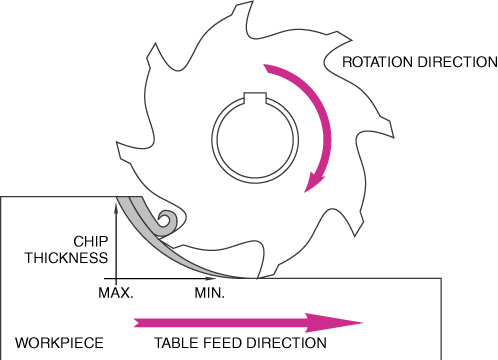 ROTATION DIRECTION
CHIP
THICKNESS
MAX.
MIN.
WORKPIECE
TABLE FEED DIRECTION